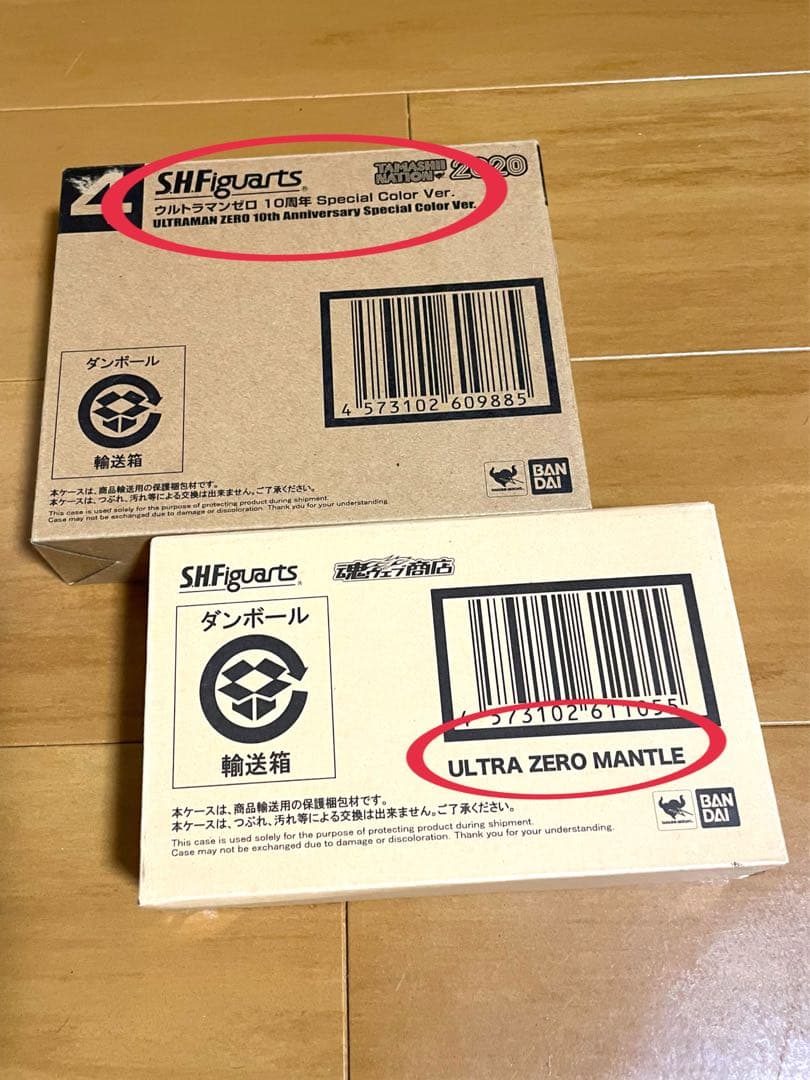 4
S.H.Figuarts
TAMASHII NATION 2020
ウルトラマンゼロ 10周年 Special Color Ver.
ULTRAMAN ZERO 10th Anniversary Special Color Ver.
4 573102 609885
ダンボール
輸送箱
本ケースは、商品輸送用の保護梱包材です。
本ケースは、つぶれ、汚れ等による交換は出来ません。ご了承ください。
This case is used solely for the purpose of protecting product during shipment.
Case may not be exchanged due to damage or discoloration. Thank you for your understanding.
BAN
DAI
S.H.Figuarts
魂ウェブ商店
ダンボール
輸送箱
4 573102 611055
ULTRA ZERO MANTLE
本ケースは、商品輸送用の保護梱包材です。
本ケースは、つぶれ、汚れ等による交換は出来ません。ご了承ください。
This case is used solely for the purpose of protecting product during shipment.
Case may not be exchanged due to damage or discoloration. Thank you for your understanding.
BAN
DAI